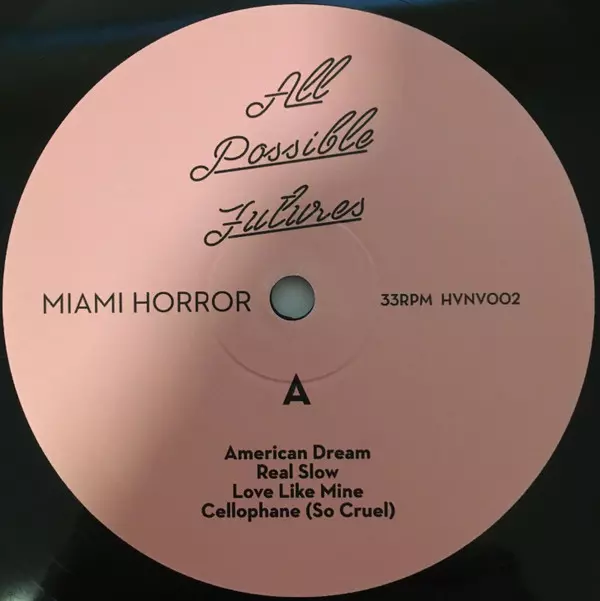 All
Possible
Futures
MIAMI HORROR
33RPM HVNV002
A
American Dream
Real Slow
Love Like Mine
Cellophane (So Cruel)